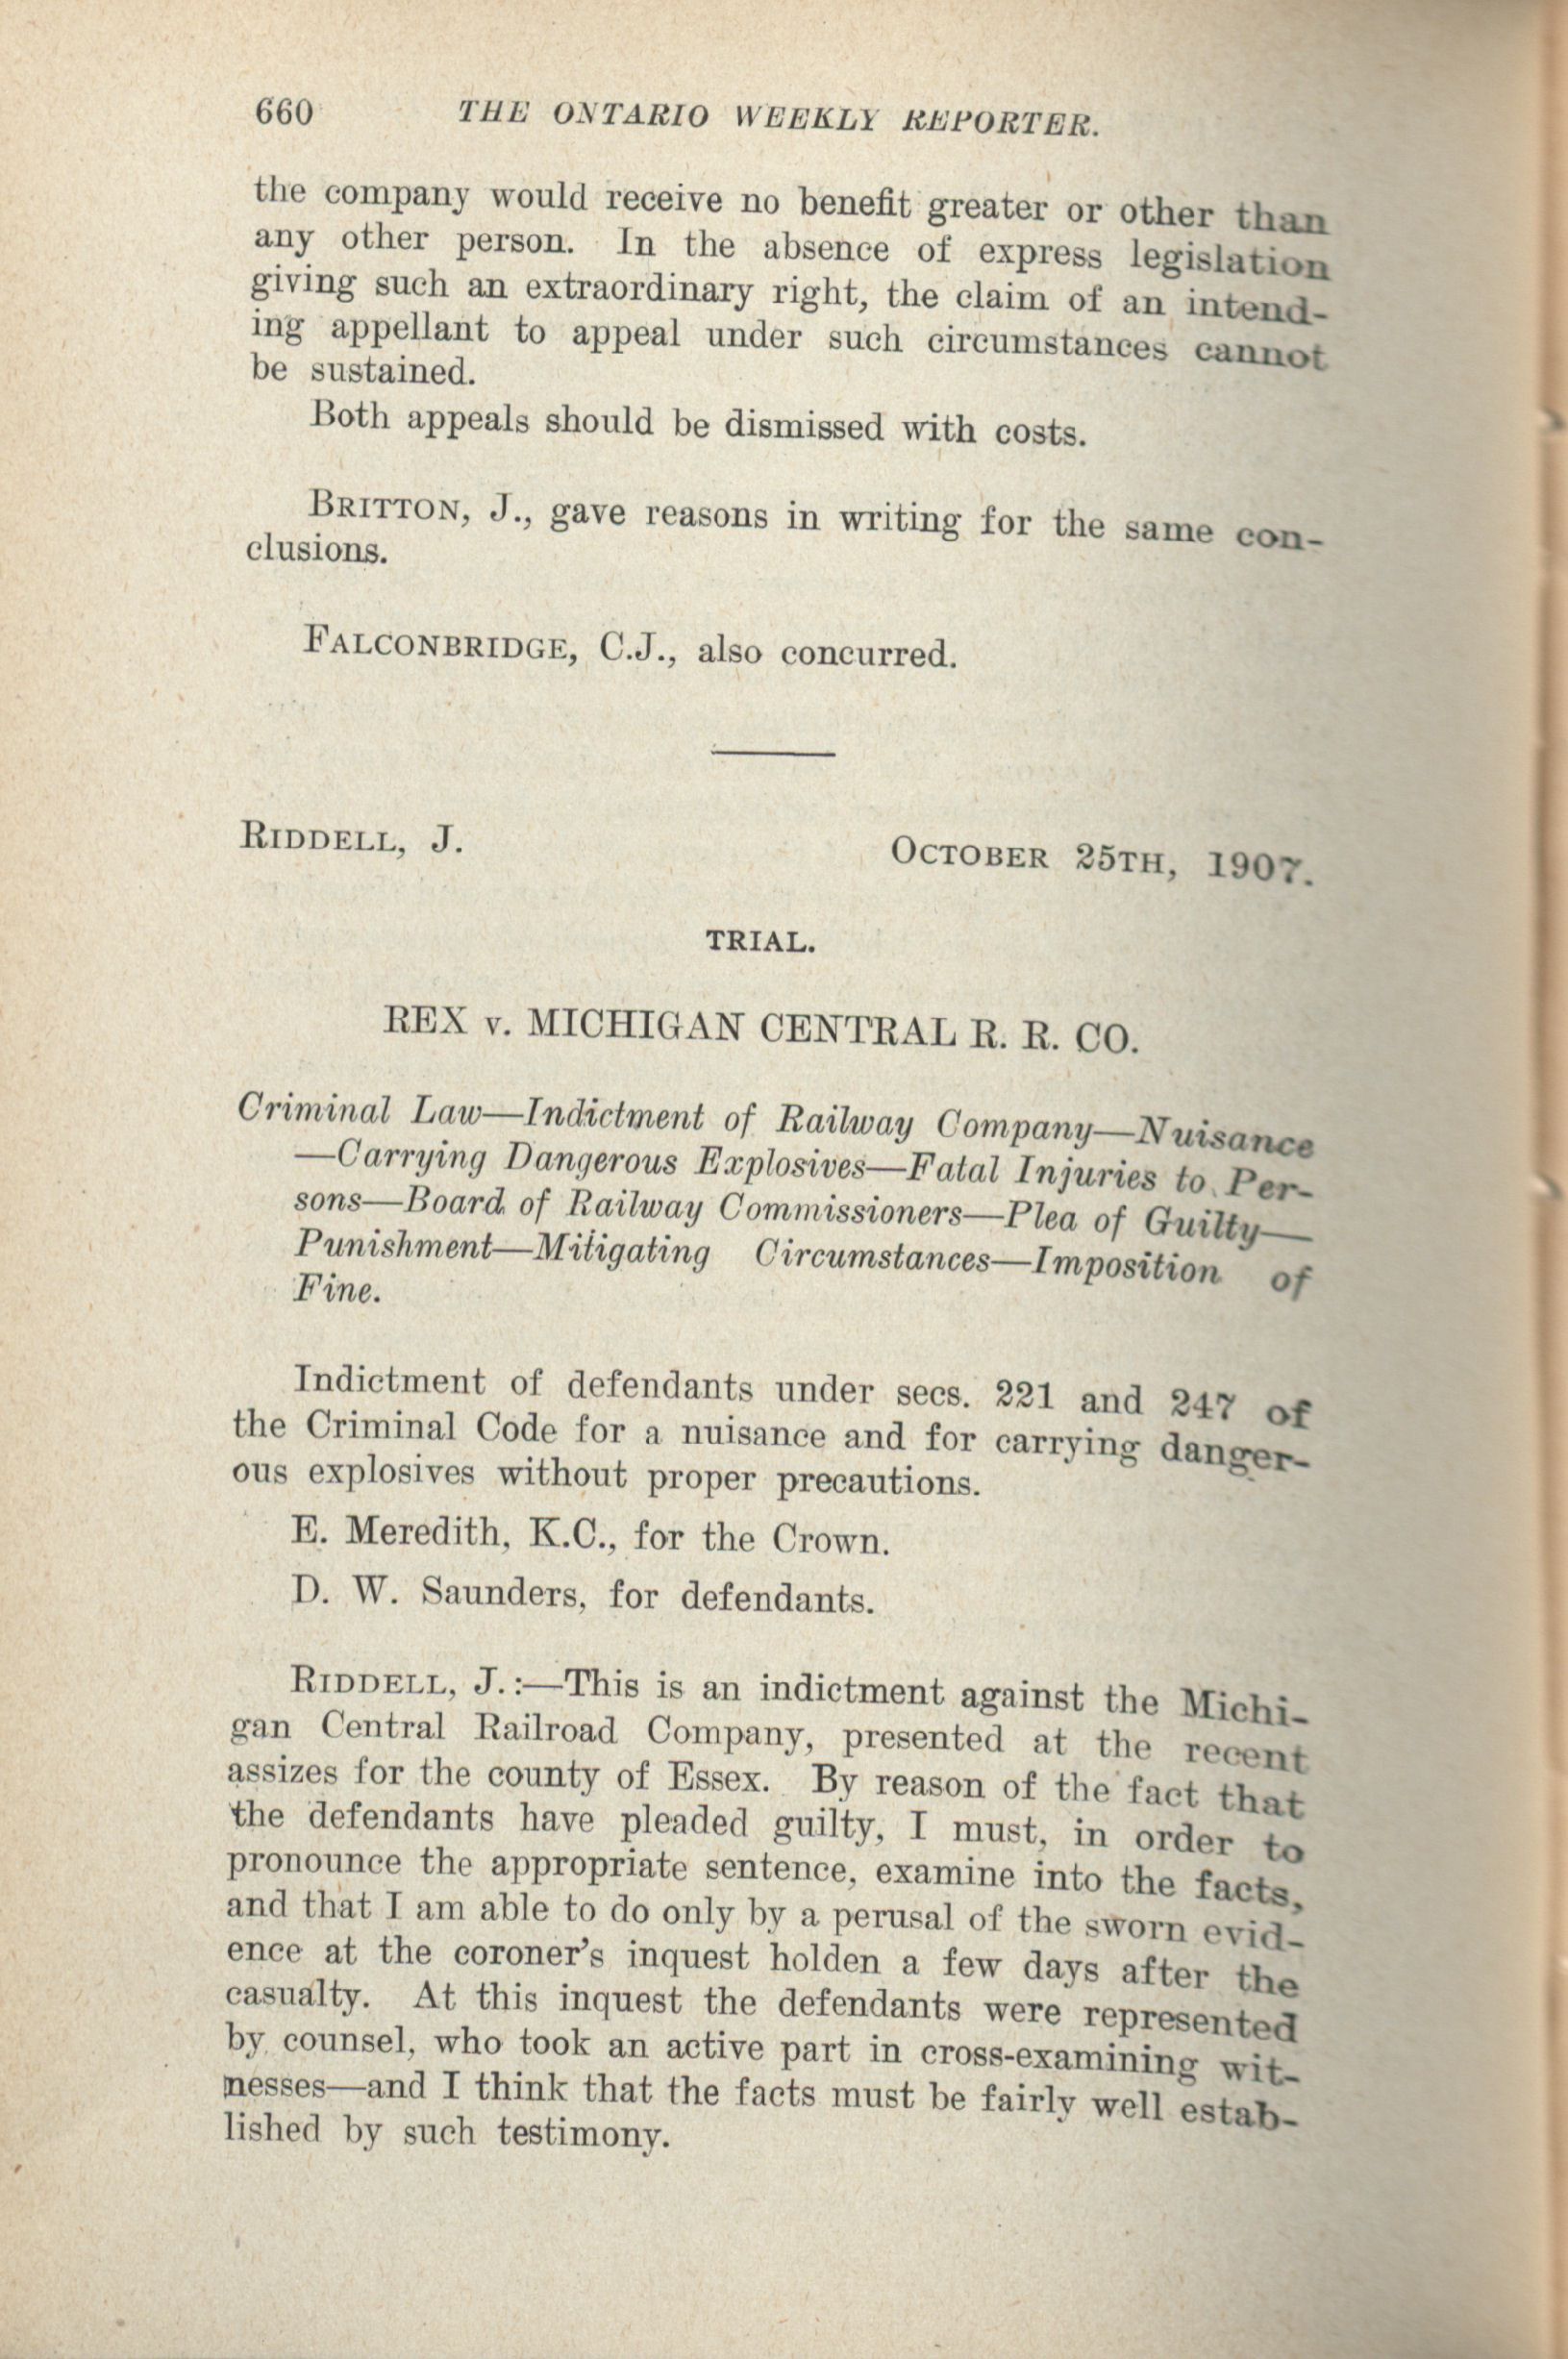 660 THE ONTARIO WEEKLY REPORTER.
the company would receive no benefit greater or other than
any other person. In the absence of express legislation
giving such an extraordinary right, the claim of an intend-
ing appellant to appeal under such circumstances cannot
be sustained.
Both appeals should be dismissed with costs.
BRITTON, J., gave reasons in writing for the same con-
clusions.
FALCONBRIDGE, C.J., also concurred.
RIDDELL, J. OCTOBER 25TH, 1907.
TRIAL.
REX v. MICHIGAN CENTRAL R. R. CO.
Criminal Law—Indictment of Railway Company—Nuisance
—Carrying Dangerous Explosives—Fatal Injuries to Per-
sons—Board of Railway Commissioners—Plea of Guilty—
Punishment—Mitigating Circumstances—Imposition of
Fine.
Indictment of defendants under secs. 221 and 247 of
the Criminal Code for a nuisance and for carrying danger-
ous explosives without proper precautions.
E. Meredith, K.C., for the Crown.
D. W. Saunders, for defendants.
RIDDELL, J.:—This is an indictment against the Michi-
gan Central Railroad Company, presented at the recent
assizes for the county of Essex. By reason of the fact that
the defendants have pleaded guilty, I must, in order to
pronounce the appropriate sentence, examine into the facts,
and that I am able to do only by a perusal of the sworn evid-
ence at the coroner's inquest holden a few days after the
casualty. At this inquest the defendants were represented
by counsel, who took an active part in cross-examining wit-
nesses—and I think that the facts must be fairly well estab-
lished by such testimony.